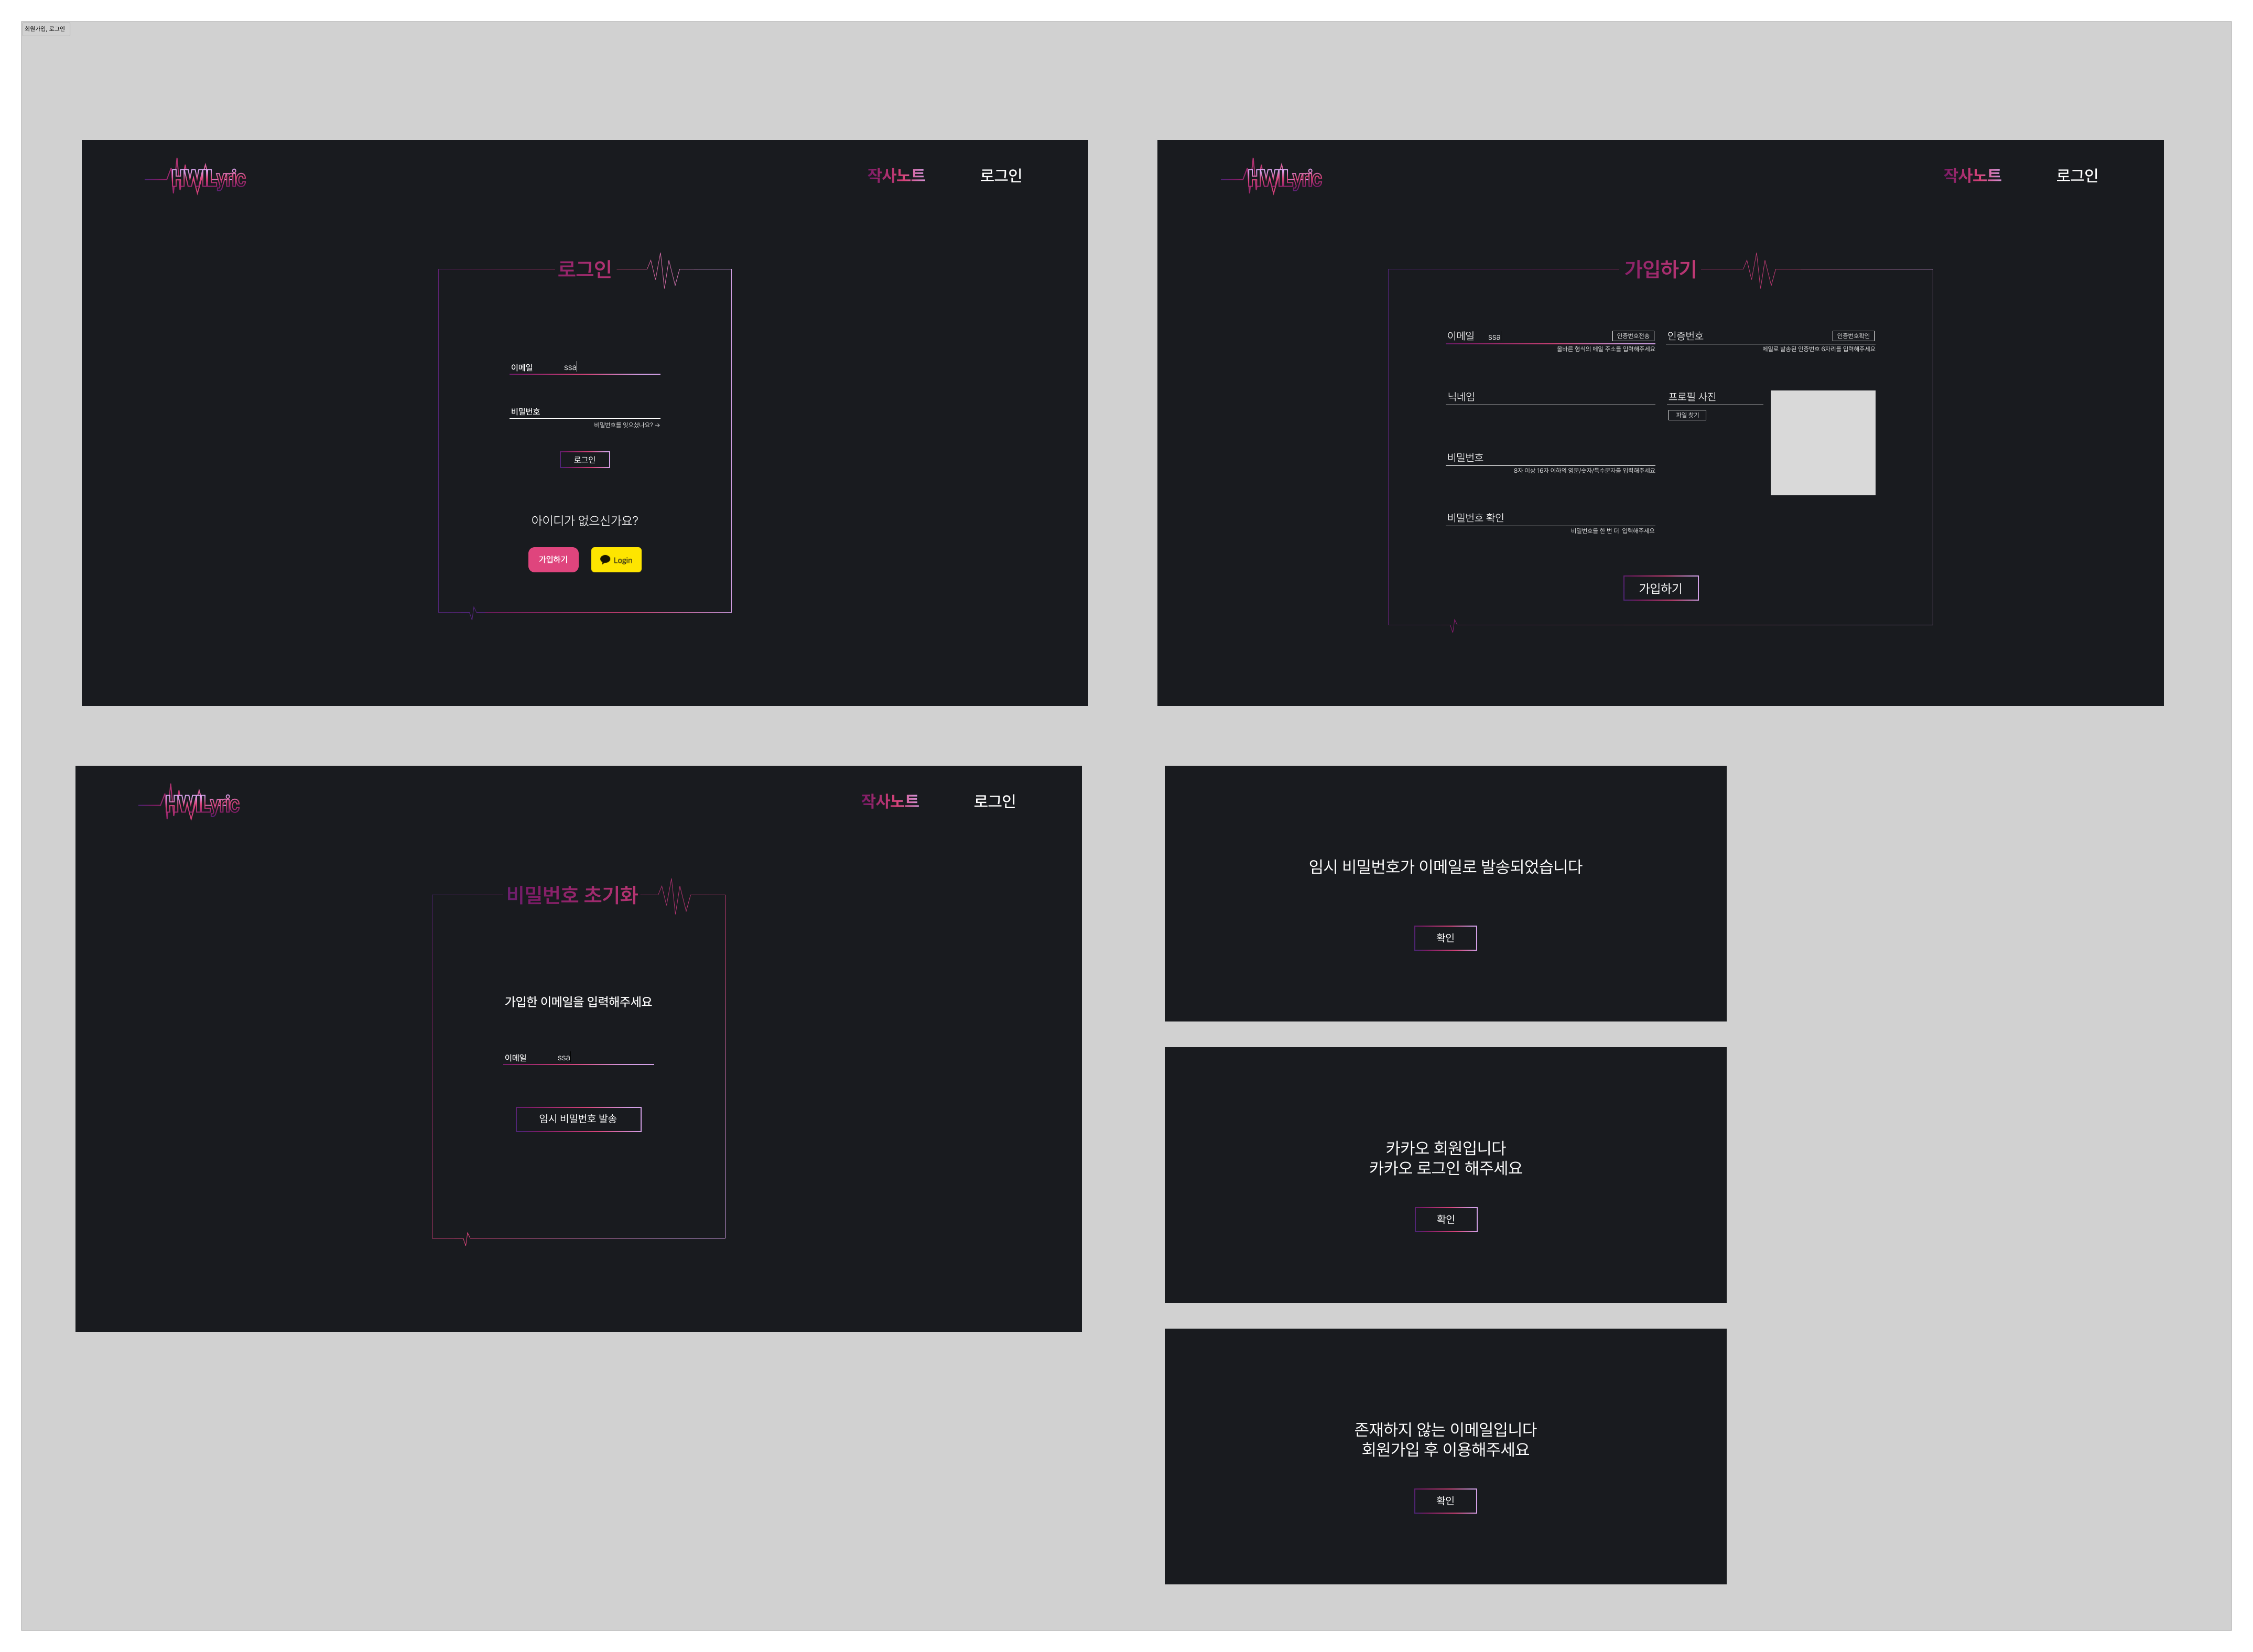 회원가입, 로그인
HWILyric
작사노트
로그인
로그인
이메일
ssa
비밀번호
비밀번호를 잊으셨나요? →
로그인
아이디가 없으신가요?
가입하기
Login
HWILyric
작사노트
로그인
가입하기
이메일
ssa
인증번호전송
올바른 형식의 메일 주소를 입력해주세요
인증번호
인증번호확인
메일로 발송된 인증번호 6자리를 입력해주세요
닉네임
프로필 사진
파일 찾기
비밀번호
8자 이상 16자 이하의 영문/숫자/특수문자를 입력해주세요
비밀번호 확인
비밀번호를 한 번 더 입력해주세요
가입하기
HWILyric
작사노트
로그인
비밀번호 초기화
가입한 이메일을 입력해주세요
이메일
ssa
임시 비밀번호 발송
임시 비밀번호가 이메일로 발송되었습니다
확인
카카오 회원입니다
카카오 로그인 해주세요
확인
존재하지 않는 이메일입니다
회원가입 후 이용해주세요
확인